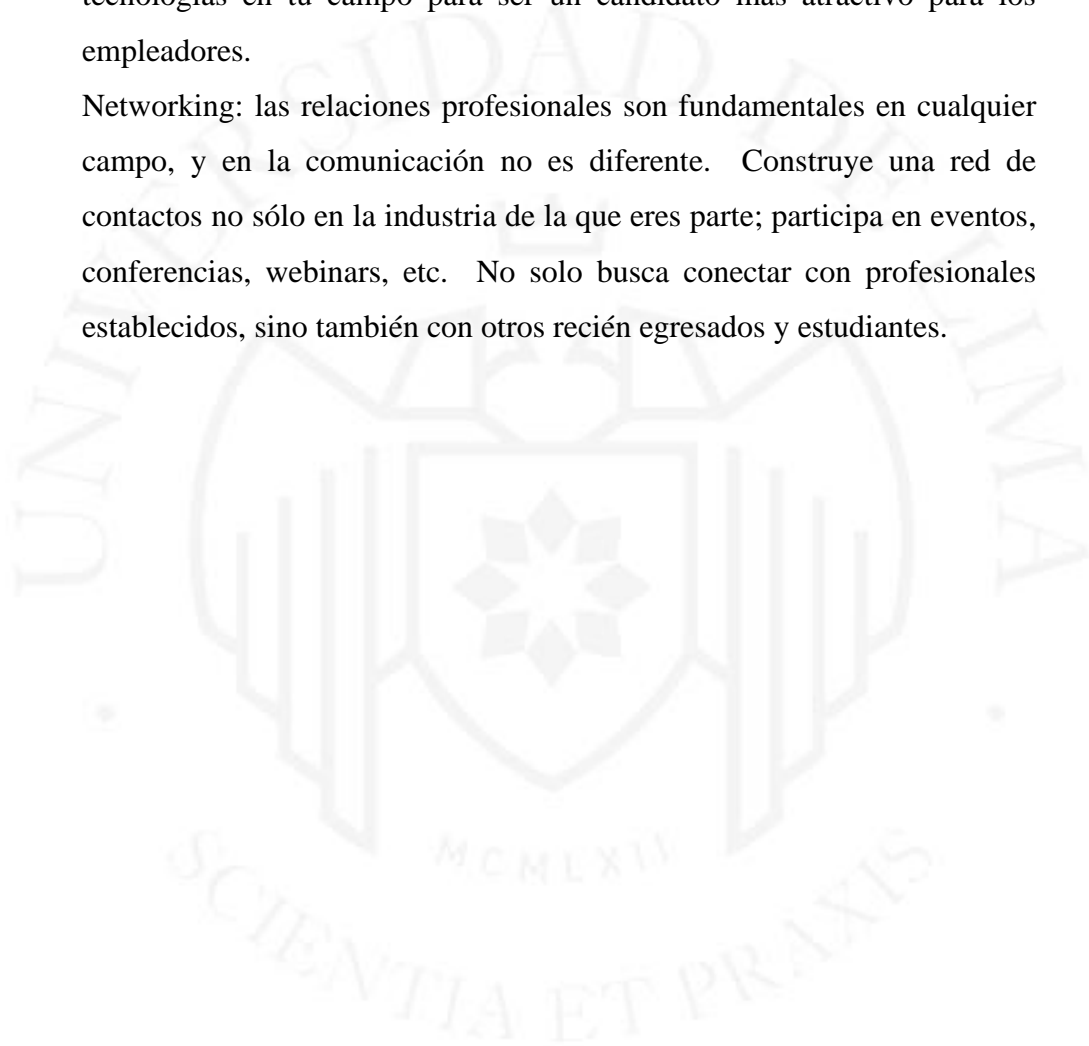 tecnologías en tu campo para ser un candidato más atractivo para los
empleadores.
Networking: las relaciones profesionales son fundamentales en cualquier
campo, y en la comunicación no es diferente. Construye una red de
contactos no sólo en la industria de la que eres parte; participa en eventos,
conferencias, webinars, etc. No solo busca conectar con profesionales
establecidos, sino también con otros recién egresados y estudiantes.
UNIVERSIDAD DE LIMA
MCMLXII
SCIENTIA ET PRAXIS